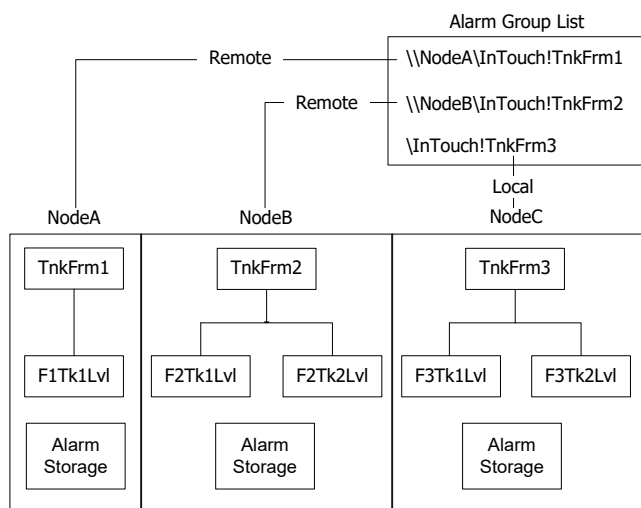 Alarm Group List
Remote
\\NodeA\InTouch!TnkFrm1
Remote
\\NodeB\InTouch!TnkFrm2
\InTouch!TnkFrm3
Local
NodeA
NodeB
NodeC
TnkFrm1
TnkFrm2
TnkFrm3
F1Tk1Lvl
F2Tk1Lvl
F2Tk2Lvl
F3Tk1Lvl
F3Tk2Lvl
Alarm
Storage
Alarm
Storage
Alarm
Storage